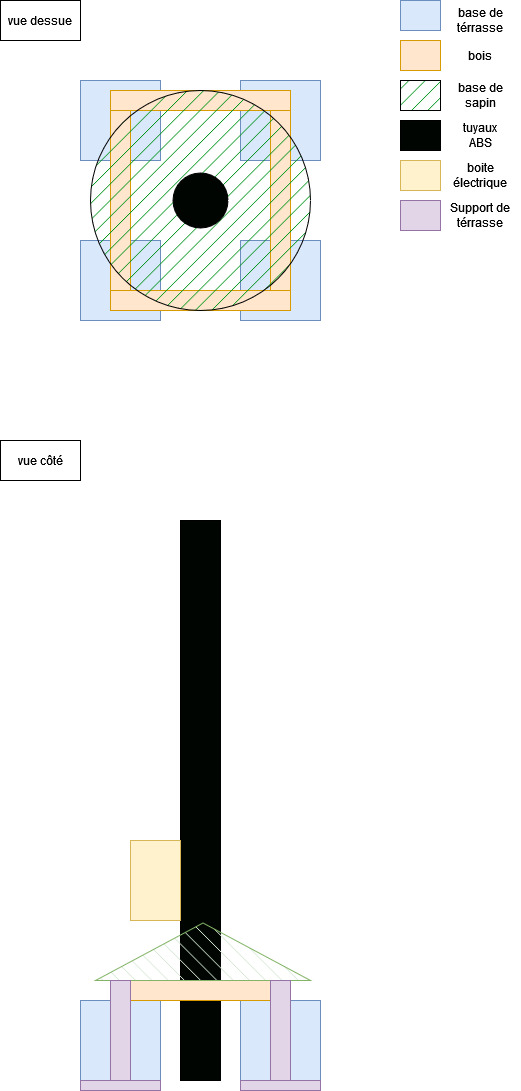 vue dessue
base de
térrasse
bois
base de
sapin
tuyaux
ABS
boite
électrique
Support de
térrasse
vue côté